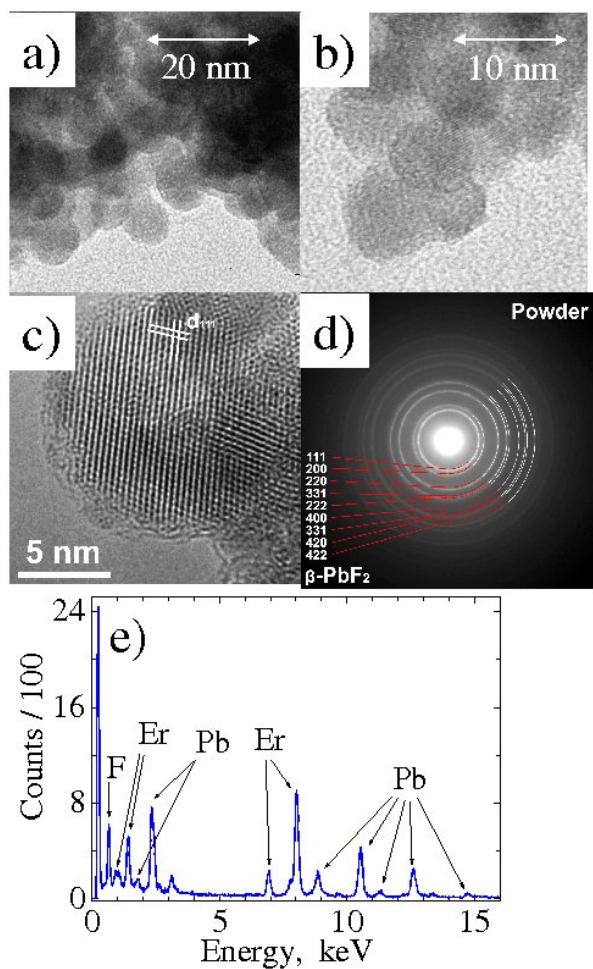 a)
20 nm
b)
10 nm
c)
d₁₁₁
5 nm
d)
Powder
111
200
220
331
222
400
331
420
422
β-PbF₂
e)
24
16
8
0
Counts / 100
F
Er
Pb
Er
Pb
0
5
10
15
Energy, keV